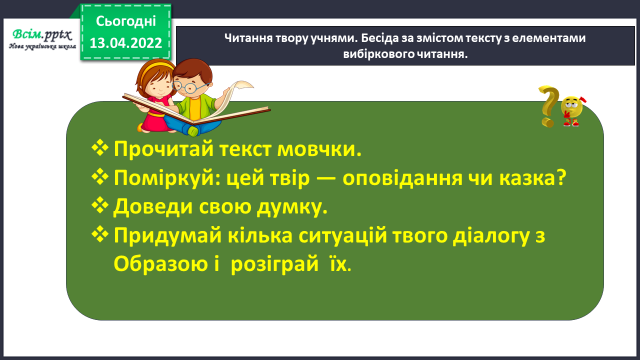 Всім.pptx
Нова українська школа
Сьогодні
13.04.2022
Читання твору учнями. Бесіда за змістом тексту з елементами
вибіркового читання.
❖ Прочитай текст мовчки.
❖ Поміркуй: цей твір — оповідання чи казка?
❖ Доведи свою думку.
❖ Придумай кілька ситуацій твого діалогу з
Образою і розіграй їх.